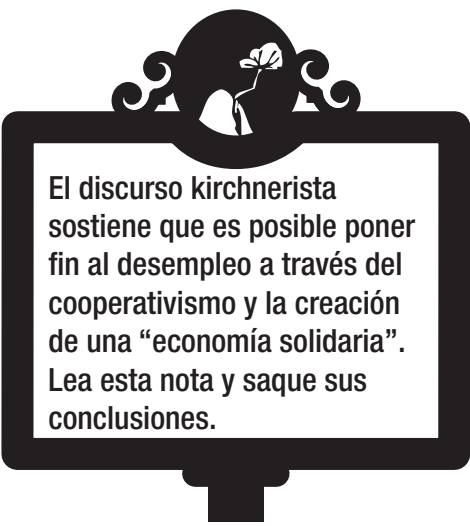 El discurso kirchnerista
sostiene que es posible poner
fin al desempleo a través del
cooperativismo y la creación
de una “economía solidaria”.
Lea esta nota y saque sus
conclusiones.